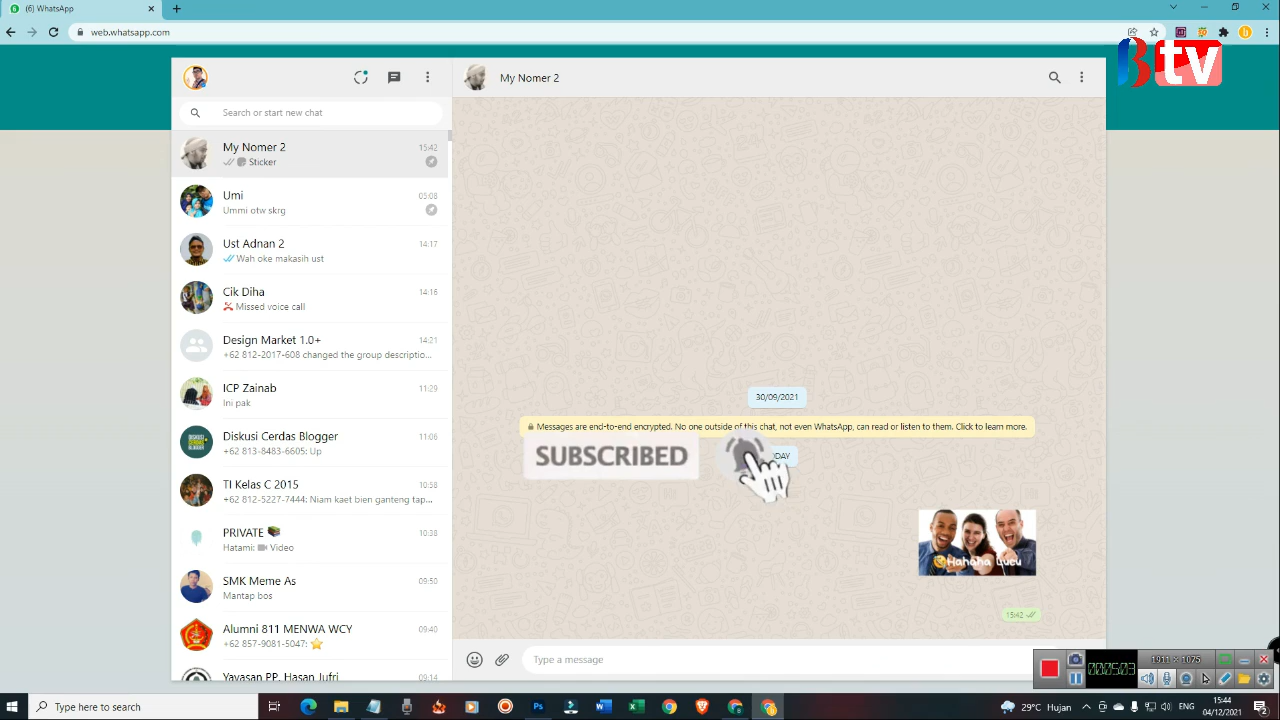 (6) WhatsApp
web.whatsapp.com
tv
My Nomer 2
Search or start new chat
My Nomer 2
15:42
Sticker
Umi
05:08
Ummi otw skrg
Ust Adnan 2
14:17
Wah oke makasih ust
Cik Diha
14:16
Missed voice call
Design Market 1.0+
14:21
+62 812-2017-608 changed the group descriptio...
ICP Zainab
11:29
Ini pak
Diskusi Cerdas Blogger
11:06
+62 813-8483-6605: Up
TI Kelas C 2015
10:58
+62 812-5227-7444: Niam kaet bien ganteng tap...
PRIVATE 📚
10:38
Hatami: Video
SMK Meme As
09:50
Mantap bos
Alumni 811 MENWA WCY
09:40
+62 857-9081-5047: ⭐
Yayasan PP. Hasan Jufri
09:14
30/09/2021
Messages are end-to-end encrypted. No one outside of this chat, not even WhatsApp, can read or listen to them. Click to learn more.
SUBSCRIBED
DAY
Hahaha Lucu
15:42
Type a message
1911 × 1075
Type here to search
29°C Hujan
15:44
04/12/2021